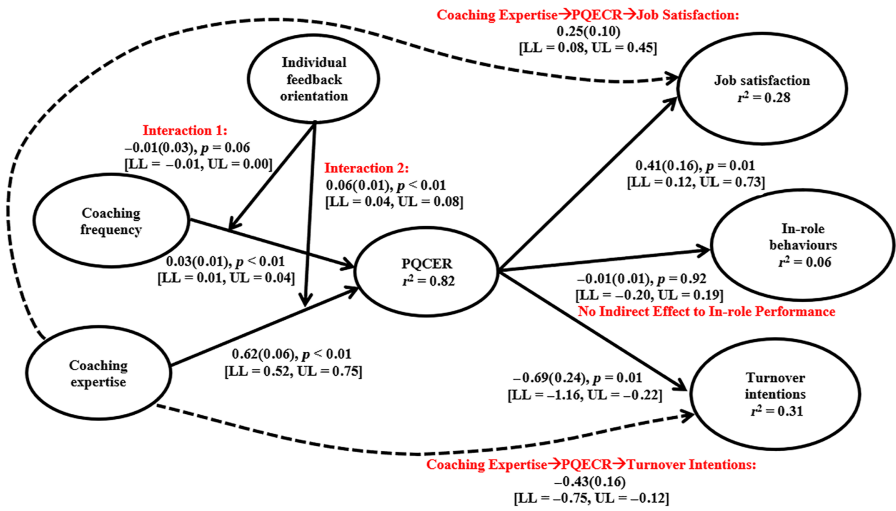 Coaching Expertise→PQECR→Job Satisfaction:
0.25(0.10)
[LL = 0.08, UL = 0.45]
Individual
feedback
orientation
Job satisfaction
r² = 0.28
Interaction 1:
–0.01(0.03), p = 0.06
[LL = –0.01, UL = 0.00]
Interaction 2:
0.06(0.01), p < 0.01
[LL = 0.04, UL = 0.08]
0.41(0.16), p = 0.01
[LL = 0.12, UL = 0.73]
Coaching
frequency
0.03(0.01), p < 0.01
[LL = 0.01, UL = 0.04]
PQCER
r² = 0.82
In-role
behaviours
r² = 0.06
–0.01(0.01), p = 0.92
[LL = –0.20, UL = 0.19]
No Indirect Effect to In-role Performance
Coaching
expertise
0.62(0.06), p < 0.01
[LL = 0.52, UL = 0.75]
–0.69(0.24), p = 0.01
[LL = –1.16, UL = –0.22]
Turnover
intentions
r² = 0.31
Coaching Expertise→PQECR→Turnover Intentions:
–0.43(0.16)
[LL = –0.75, UL = –0.12]